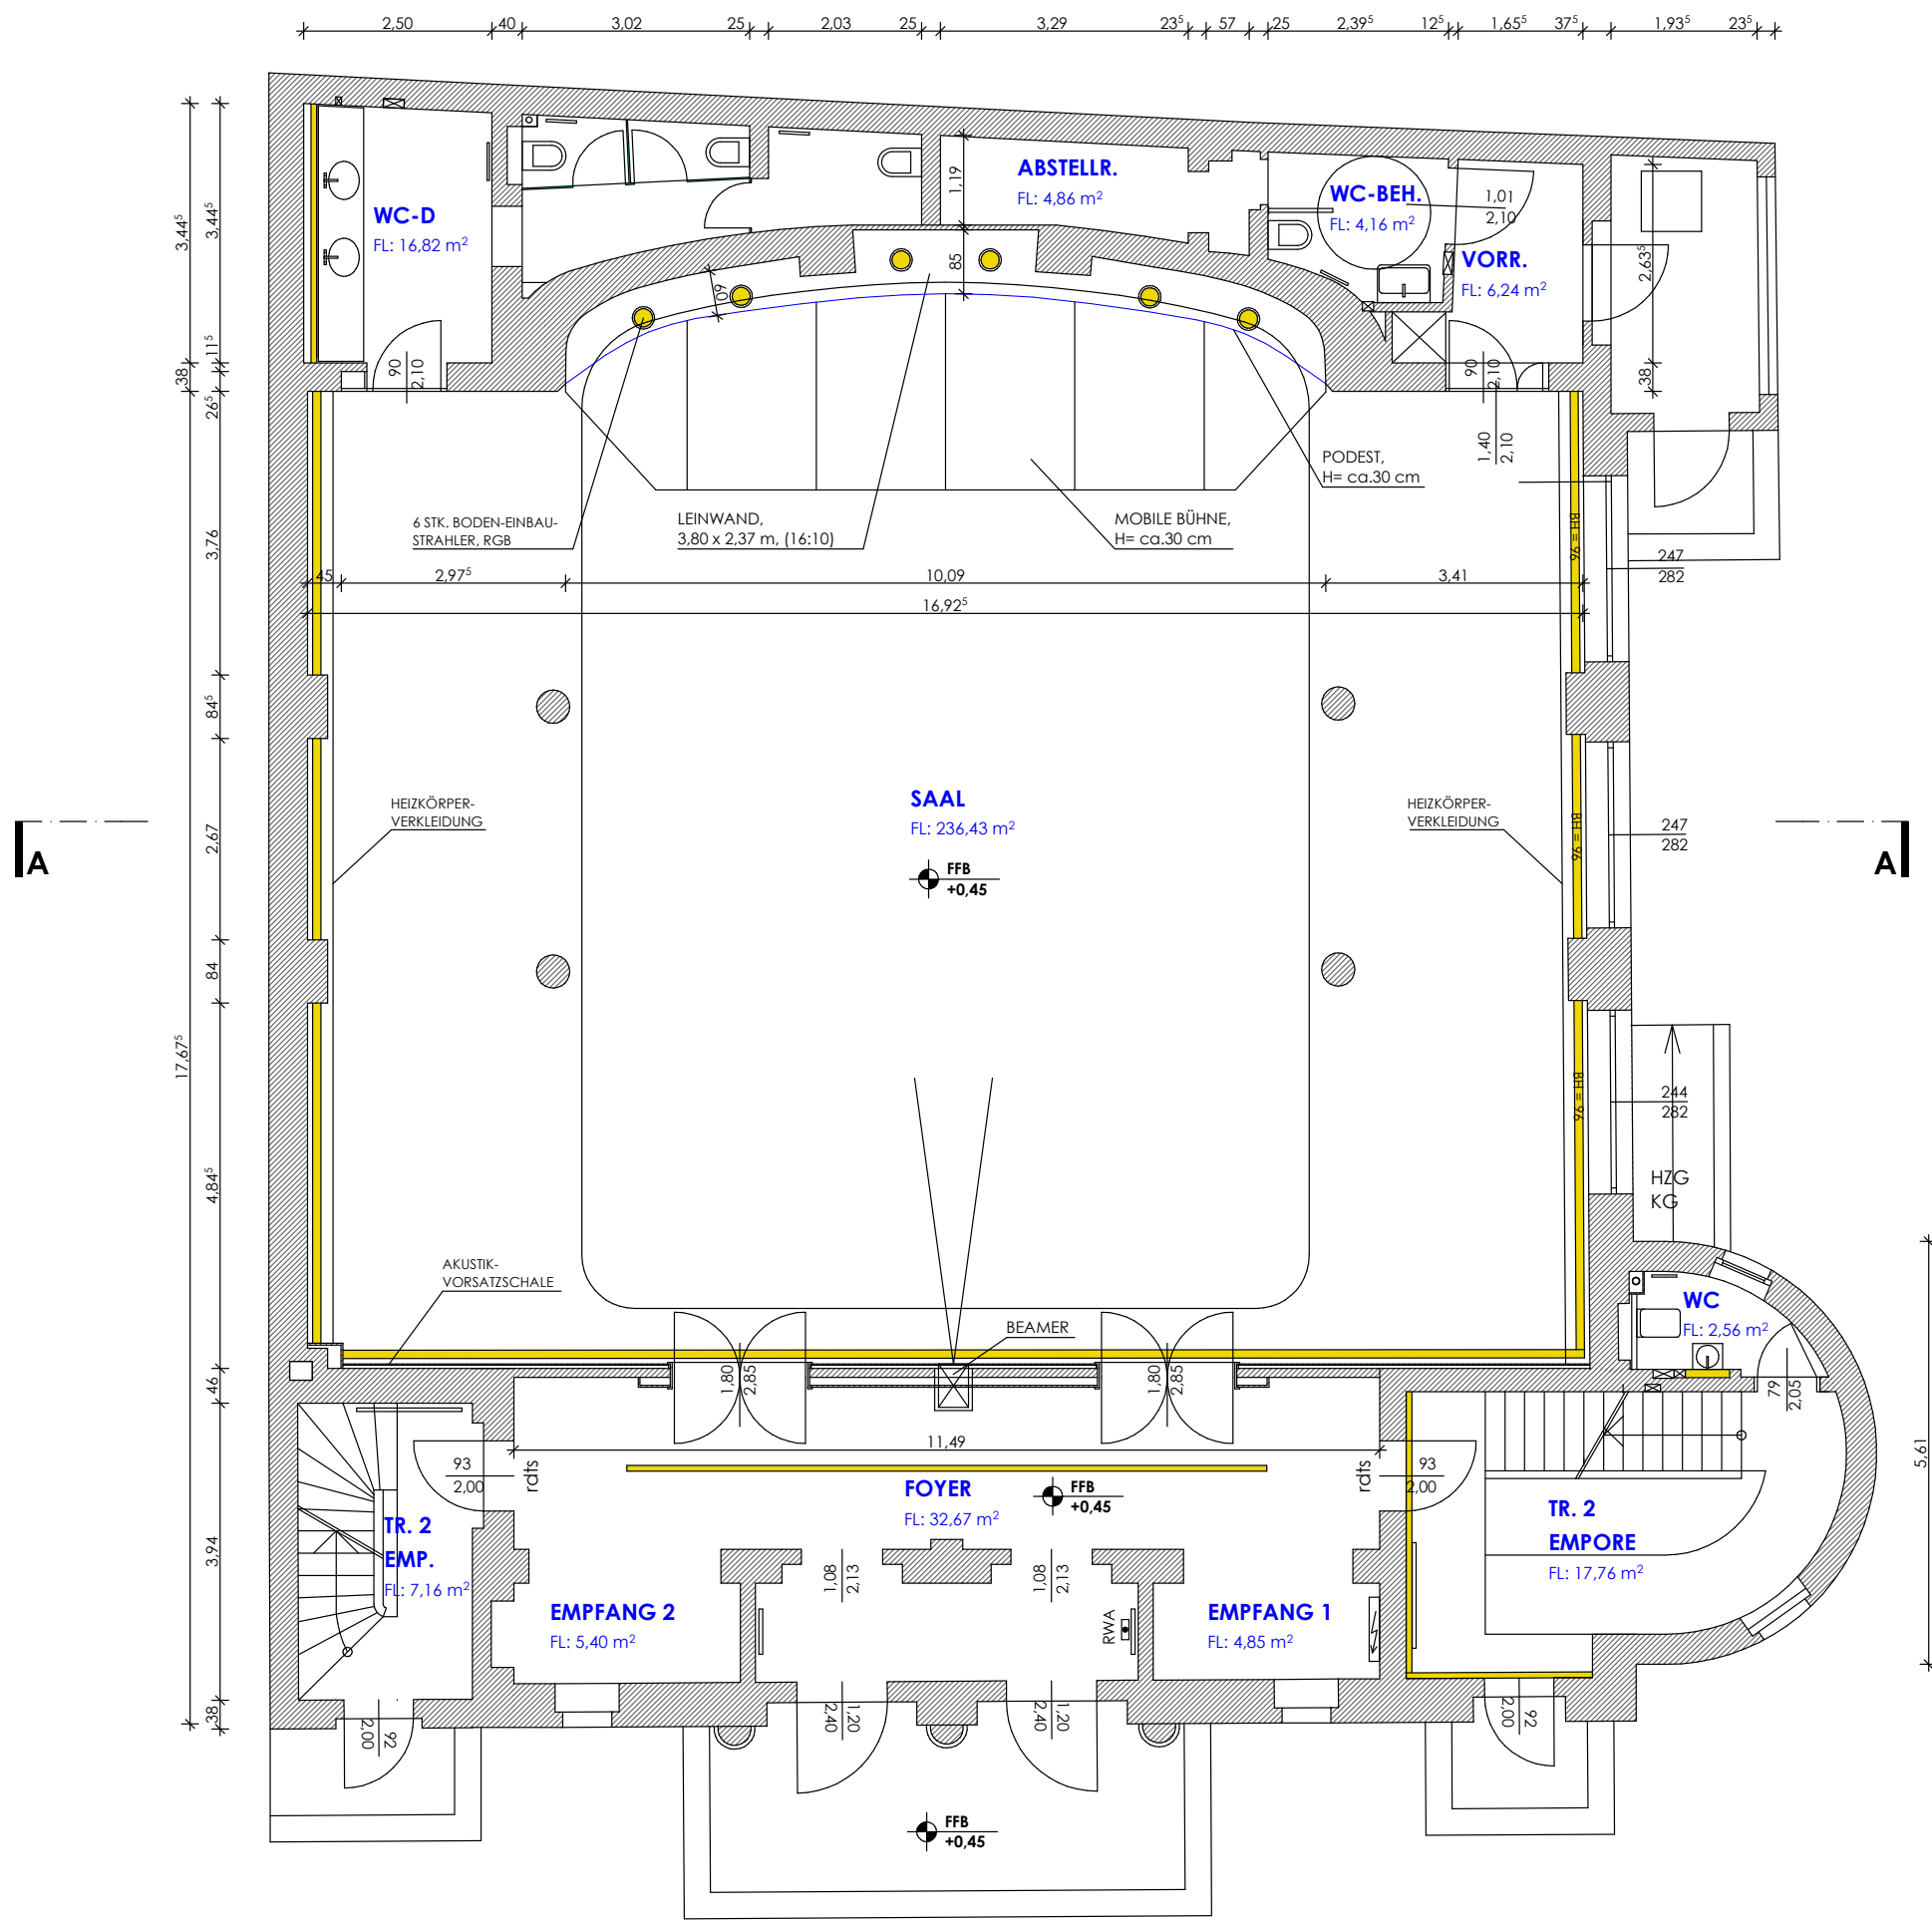 2,50 40 3,02 25 2,03 25 3,29 23⁵ 57 25 2,39⁵ 12⁵ 1,65⁵ 37⁵ 1,93⁵ 23⁵
ABSTELLR.
FL: 4,86 m²
1,19
WC-BEH.
FL: 4,16 m²
1,01
2,10
WC-D
FL: 16,82 m²
VORR.
FL: 6,24 m²
2,63⁵
38
3,44⁵
3,44⁵
85
60
11⁵
38
26⁵
90
2,10
90
2,10
1,40
2,10
PODEST,
H= ca.30 cm
6 STK. BODEN-EINBAU-
STRAHLER, RGB
LEINWAND,
3,80 x 2,37 m, (16:10)
MOBILE BÜHNE,
H= ca.30 cm
3,76
BH = 96
247
282
45 2,97⁵ 10,09 3,41
16,92⁵
84⁵
SAAL
FL: 236,43 m²
FFB
+0,45
HEIZKÖRPER-
VERKLEIDUNG
HEIZKÖRPER-
VERKLEIDUNG
2,67
BH = 96
247
282
A
A
84
17,67⁵
4,84⁵
BH = 96
244
282
HZG
KG
AKUSTIK-
VORSATZSCHALE
BEAMER
WC
FL: 2,56 m²
1,80
2,85
1,80
2,85
79
2,05
46
11,49
93
2,00
rdts
rdts
93
2,00
5,61
FOYER
FL: 32,67 m²
FFB
+0,45
TR. 2
EMP.
FL: 7,16 m²
TR. 2
EMPORE
FL: 17,76 m²
3,94
1,08
2,13
1,08
2,13
EMPFANG 2
FL: 5,40 m²
RWA
EMPFANG 1
FL: 4,85 m²
38
92
2,00
1,20
2,40
1,20
2,40
92
2,00
FFB
+0,45